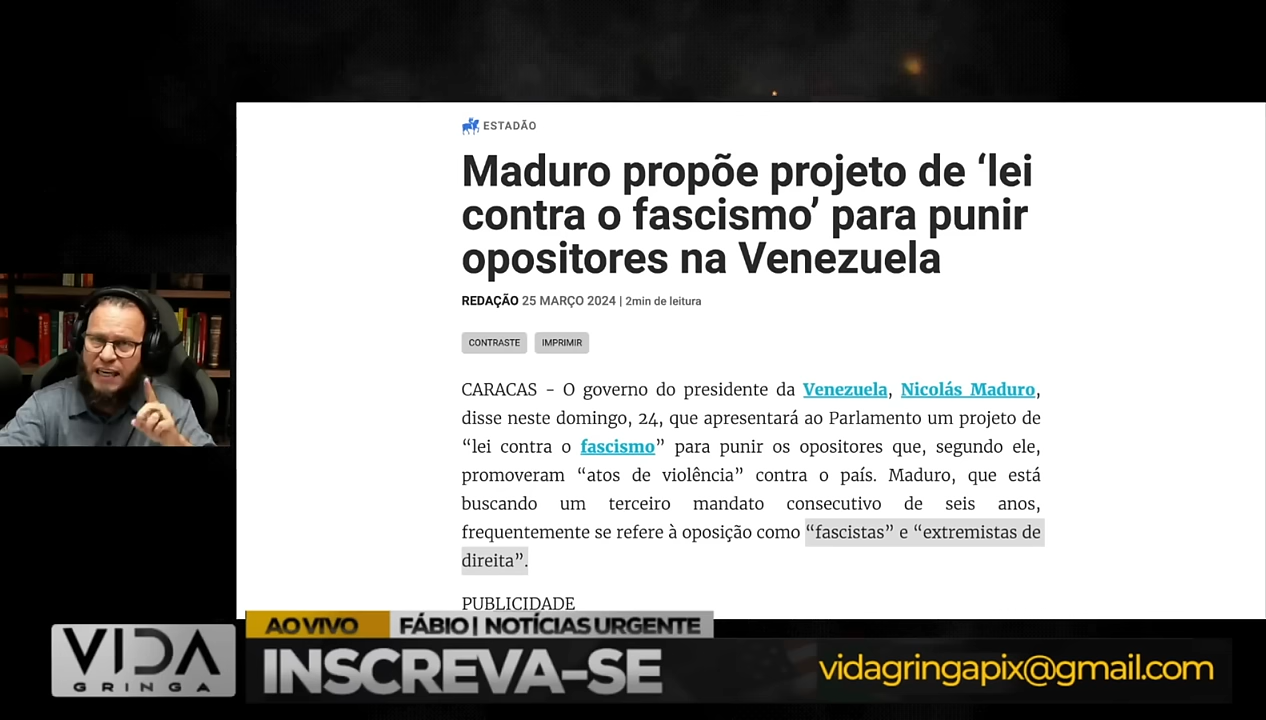 ESTADÃO
Maduro propõe projeto de ‘lei
contra o fascismo’ para punir
opositores na Venezuela
REDAÇÃO 25 MARÇO 2024 | 2min de leitura
CONTRASTE IMPRIMIR
CARACAS - O governo do presidente da Venezuela, Nicolás Maduro,
disse neste domingo, 24, que apresentará ao Parlamento um projeto de
“lei contra o fascismo” para punir os opositores que, segundo ele,
promoveram “atos de violência” contra o país. Maduro, que está
buscando um terceiro mandato consecutivo de seis anos,
frequentemente se refere à oposição como “fascistas” e “extremistas de
direita”.
PUBLICIDADE
AO VIVO FÁBIO | NOTÍCIAS URGENTE
VIDA
GRINGA
INSCREVA-SE
vidagringapix@gmail.com